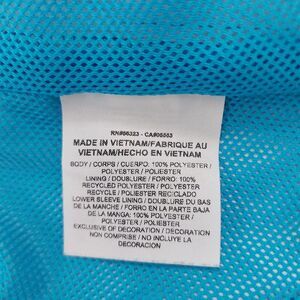 RN#56323 - CA#05553
MADE IN VIETNAM/FABRIQUE AU
VIETNAM/HECHO EN VIETNAM
BODY / CORPS / CUERPO: 100% POLYESTER /
POLYESTER / POLIESTER
LINING / DOUBLURE / FORRO: 100%
RECYCLED POLYESTER / POLYESTER
RECYCLE / POLIESTER RECICLADO
LOWER SLEEVE LINING / DOUBLURE DU BAS
DE LA MANCHE / FORRO EN LA PARTE BAJA
DE LA MANGA: 100% POLYESTER /
POLYESTER / POLIESTER
EXCLUSIVE OF DECORATION / DECORATION
NON COMPRISE / NO INCLUYE LA
DECORACION